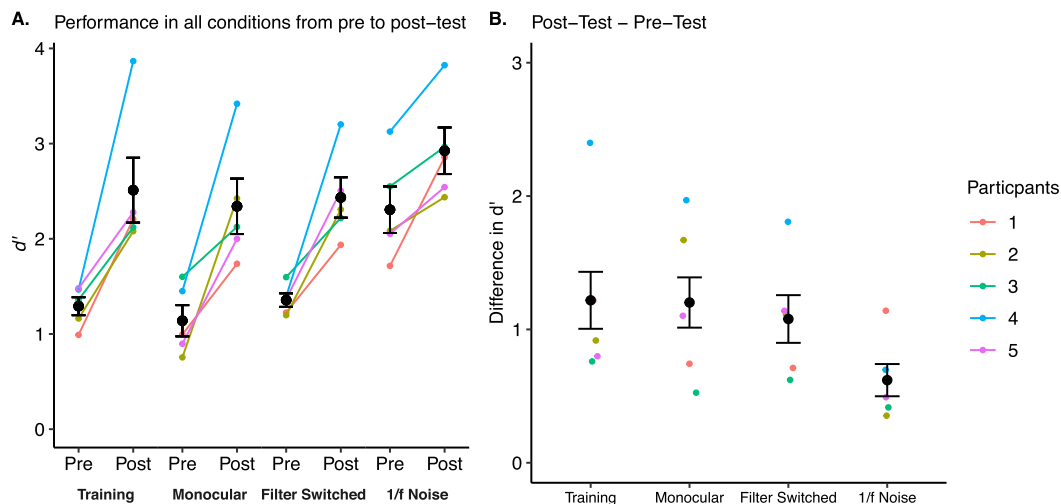 A. Performance in all conditions from pre to post−test
4
3
2
1
0
d'
Pre Post Pre Post Pre Post Pre Post
Training Monocular Filter Switched 1/f Noise
B. Post−Test − Pre−Test
3
2
1
0
Difference in d'
Training Monocular Filter Switched 1/f Noise
Particpants
1
2
3
4
5